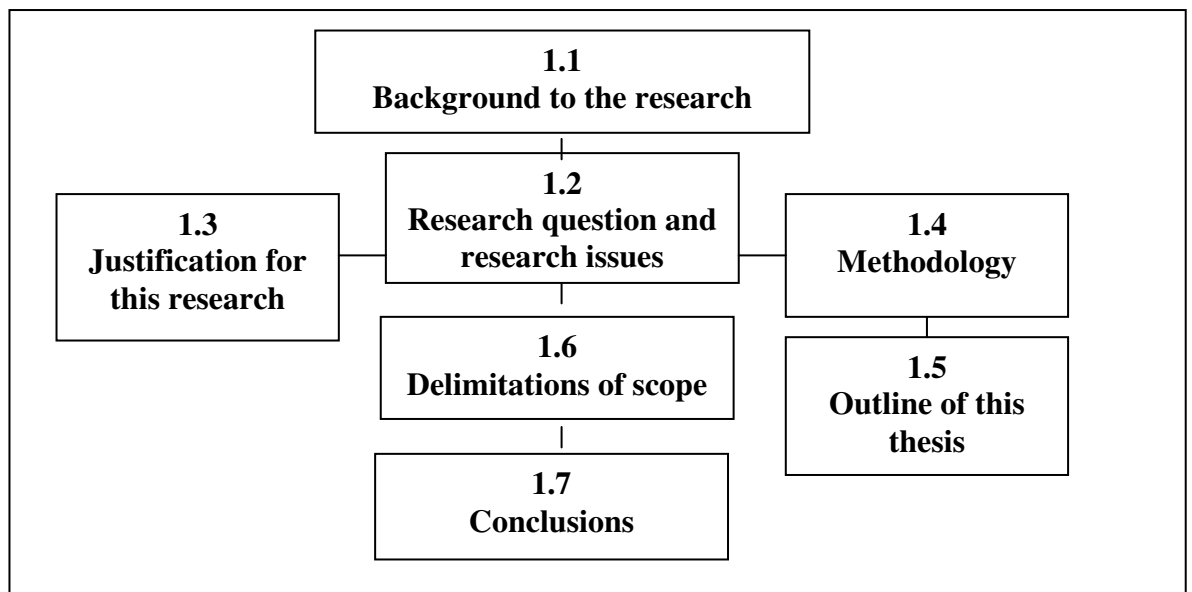 1.1
Background to the research
1.2
Research question and
research issues
1.3
Justification for
this research
1.4
Methodology
1.6
Delimitations of scope
1.5
Outline of this
thesis
1.7
Conclusions